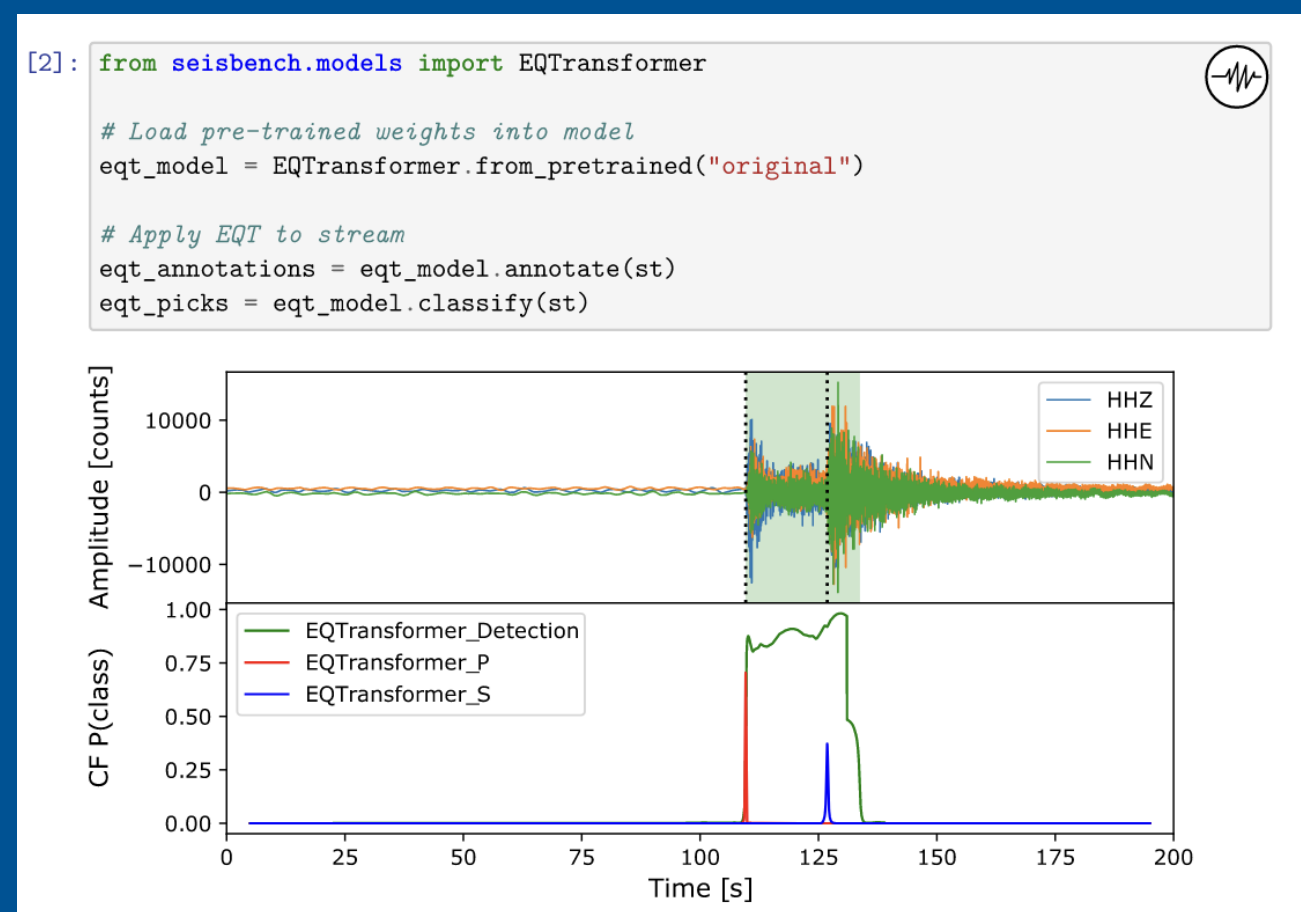 [2]: from seisbench.models import EQTransformer
# Load pre-trained weights into model
eqt_model = EQTransformer.from_pretrained("original")
# Apply EQT to stream
eqt_annotations = eqt_model.annotate(st)
eqt_picks = eqt_model.classify(st)
Amplitude [counts]
10000
0
−10000
HHZ
HHE
HHN
CF P(class)
1.00
0.75
0.50
0.25
0.00
EQTransformer_Detection
EQTransformer_P
EQTransformer_S
0 25 50 75 100 125 150 175 200
Time [s]